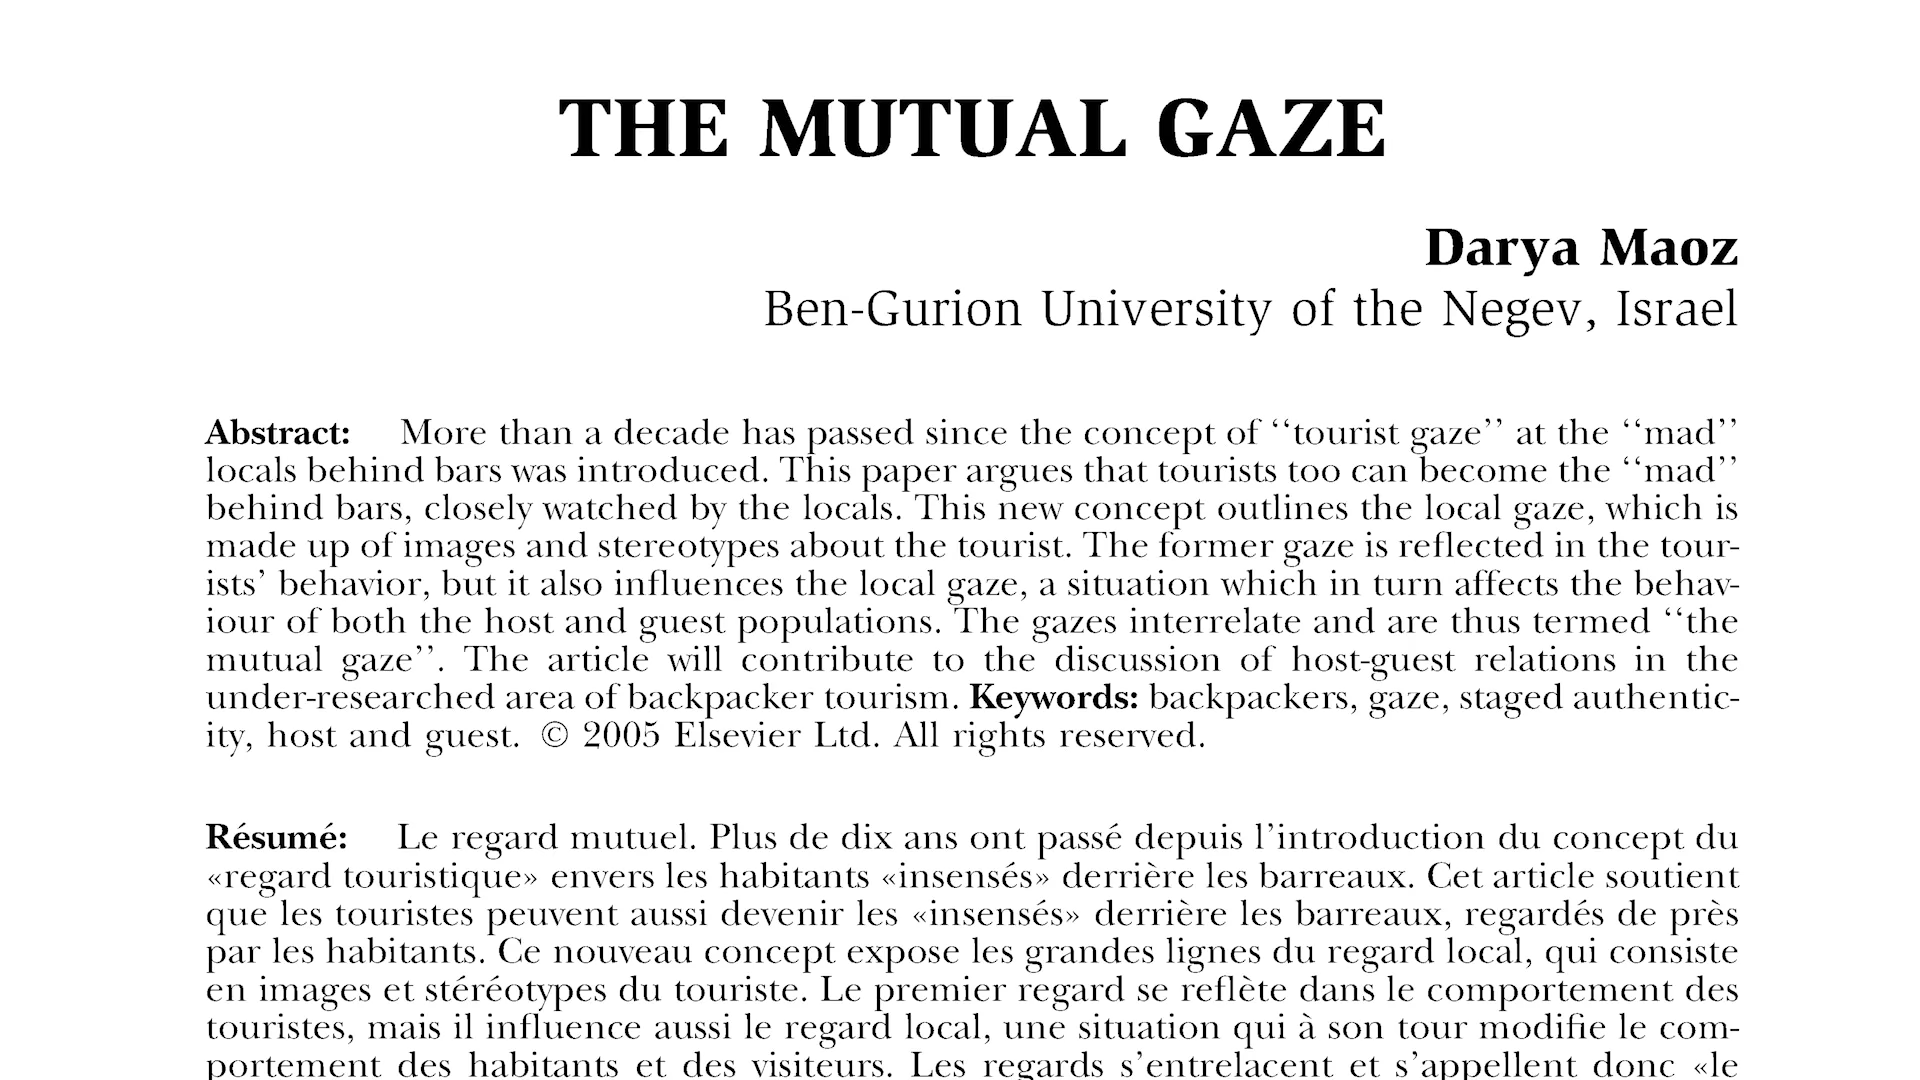 THE MUTUAL GAZE
Darya Maoz
Ben-Gurion University of the Negev, Israel
Abstract: More than a decade has passed since the concept of ‘‘tourist gaze’’ at the ‘‘mad’’
locals behind bars was introduced. This paper argues that tourists too can become the ‘‘mad’’
behind bars, closely watched by the locals. This new concept outlines the local gaze, which is
made up of images and stereotypes about the tourist. The former gaze is reflected in the tour-
ists’ behavior, but it also influences the local gaze, a situation which in turn affects the behav-
iour of both the host and guest populations. The gazes interrelate and are thus termed ‘‘the
mutual gaze’’. The article will contribute to the discussion of host-guest relations in the
under-researched area of backpacker tourism. Keywords: backpackers, gaze, staged authentic-
ity, host and guest. © 2005 Elsevier Ltd. All rights reserved.
Résumé: Le regard mutuel. Plus de dix ans ont passé depuis l’introduction du concept du
«regard touristique» envers les habitants «insensés» derrière les barreaux. Cet article soutient
que les touristes peuvent aussi devenir les «insensés» derrière les barreaux, regardés de près
par les habitants. Ce nouveau concept expose les grandes lignes du regard local, qui consiste
en images et stéréotypes du touriste. Le premier regard se reflète dans le comportement des
touristes, mais il influence aussi le regard local, une situation qui à son tour modifie le com-
portement des habitants et des visiteurs. Les regards s’entrelacent et s’appellent donc «le